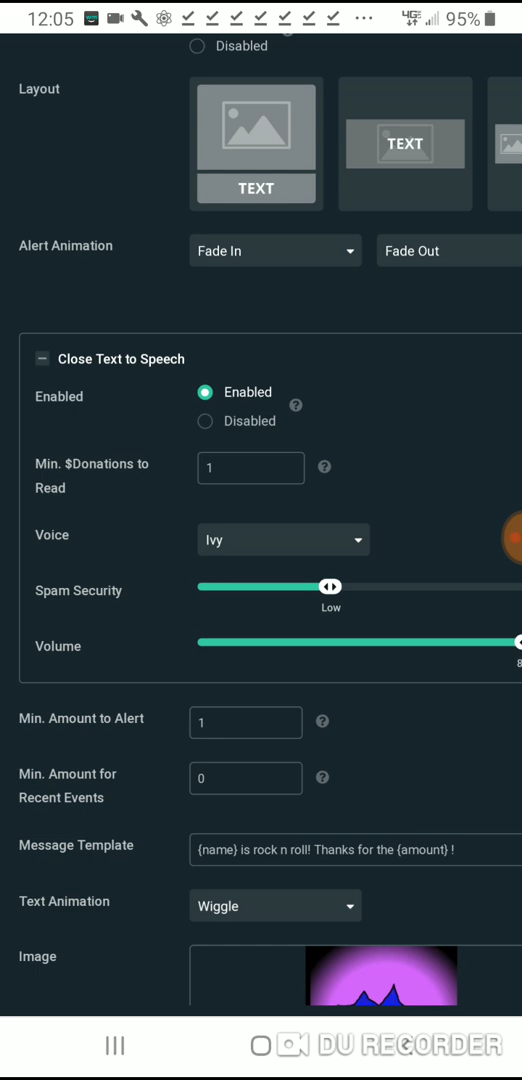 12:05 95%
Disabled
Layout
TEXT
TEXT
Alert Animation
Fade In
Fade Out
Close Text to Speech
Enabled
Enabled
Disabled
Min. $Donations to
Read
1
Voice
Ivy
Spam Security
Low
Volume
8
Min. Amount to Alert
1
Min. Amount for
Recent Events
0
Message Template
{name} is rock n roll! Thanks for the {amount} !
Text Animation
Wiggle
Image
DU RECORDER